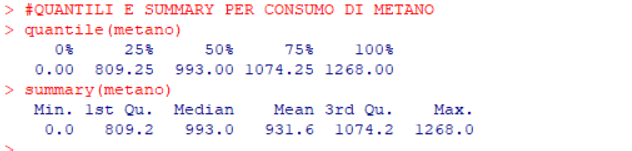 > #QUANTILI E SUMMARY PER CONSUMO DI METANO
> quantile(metano)
0% 25% 50% 75% 100%
0.00 809.25 993.00 1074.25 1268.00
> summary(metano)
Min. 1st Qu. Median Mean 3rd Qu. Max.
0.0 809.2 993.0 931.6 1074.2 1268.0
>